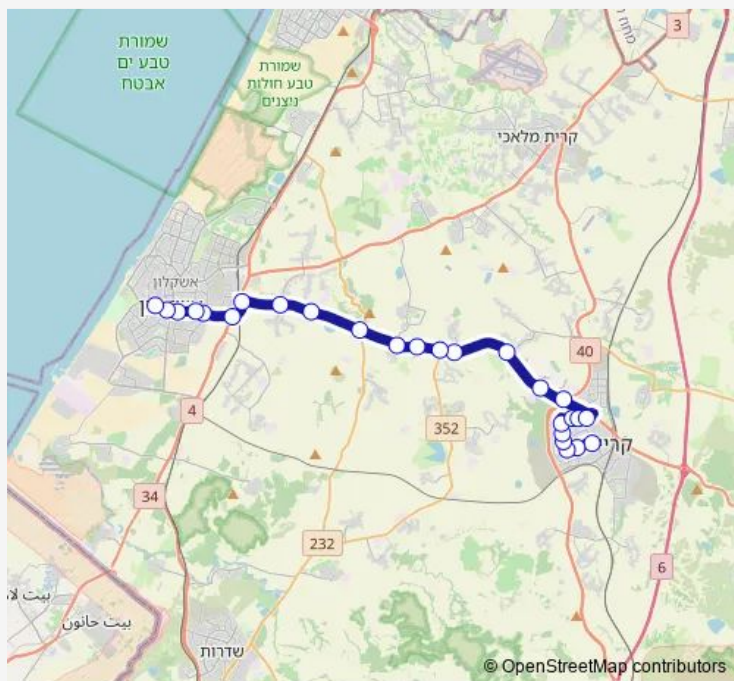 שמורת
טבע ים
אבטח
שמורת
טבע חולות
ניצנים
3
קרית מלאכי
אשקלון
40
4
352
קרי
34
232
6
בית חאנון
שדרות
© OpenStreetMap contributors